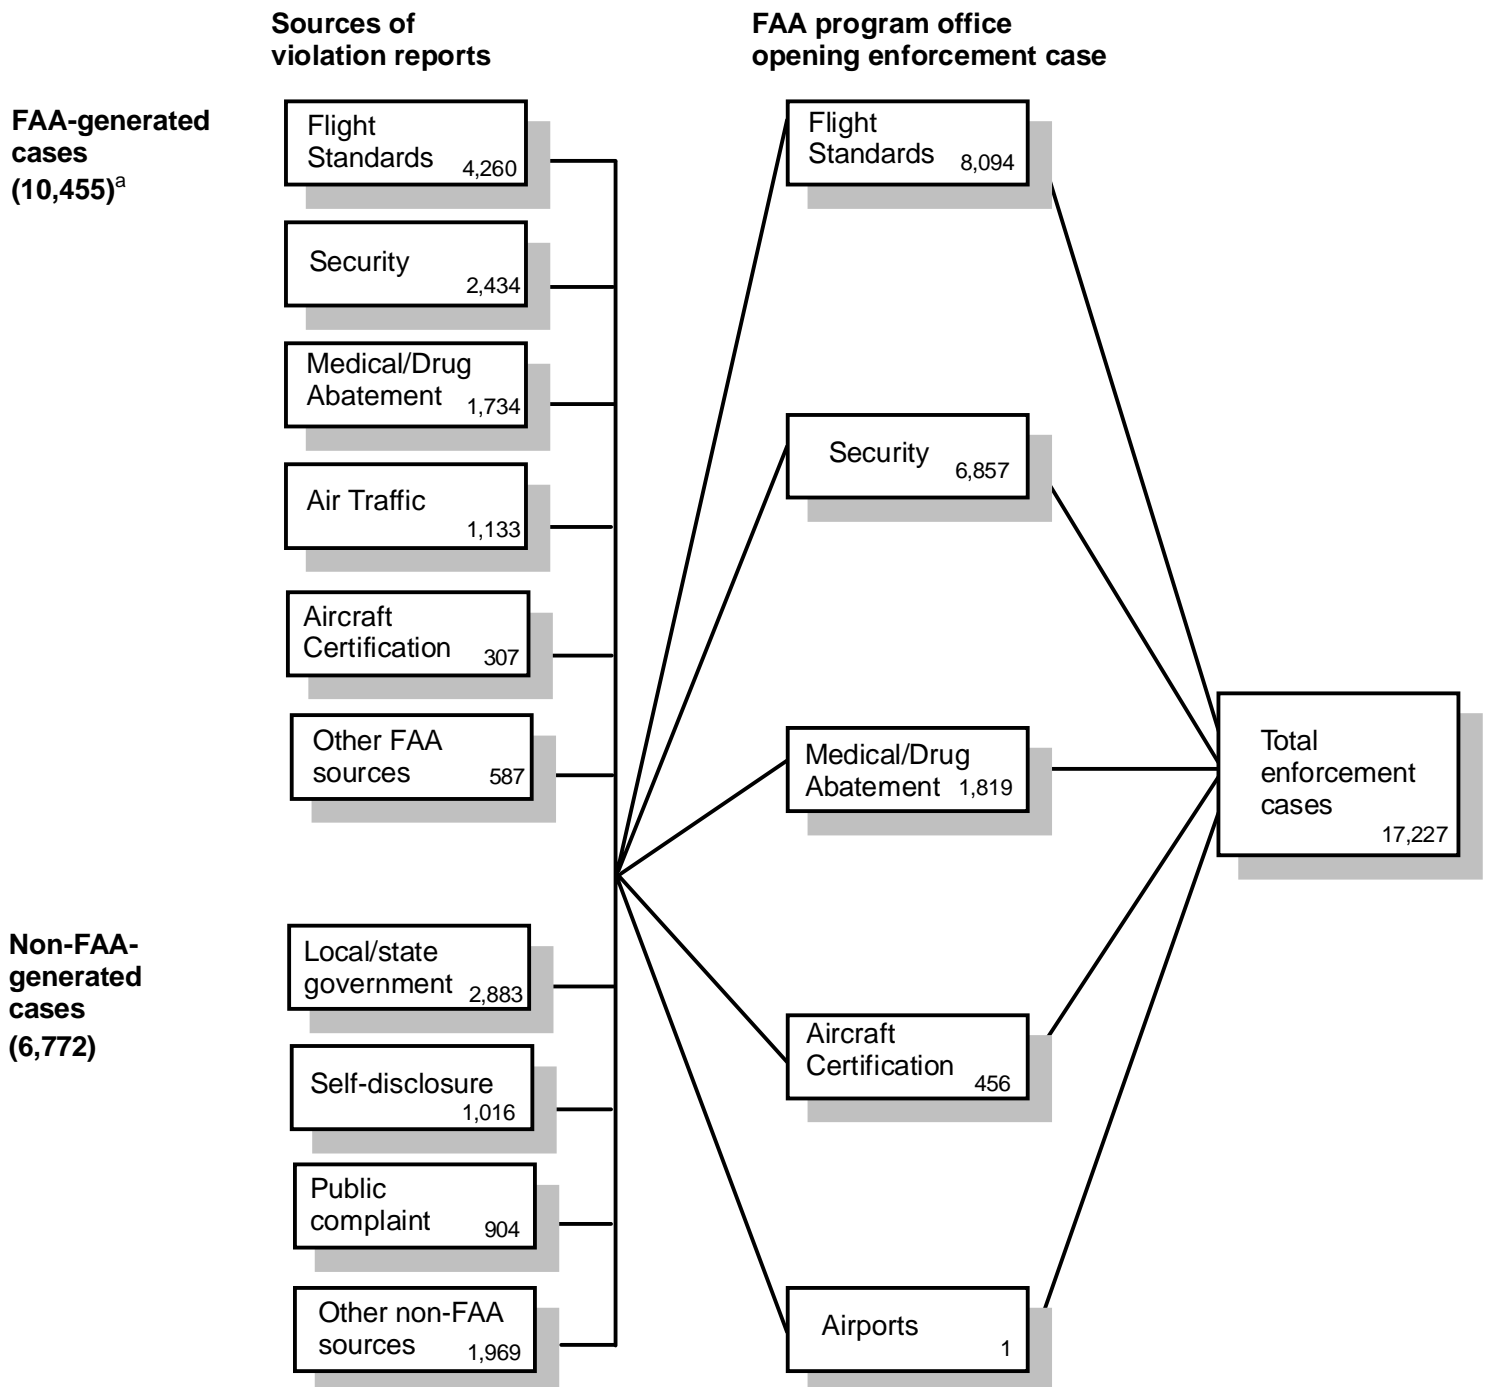 Sources of
violation reports
FAA program office
opening enforcement case
FAA-generated
cases
(10,455)a
Flight
Standards 4,260
Security
2,434
Medical/Drug
Abatement 1,734
Air Traffic
1,133
Aircraft
Certification 307
Other FAA
sources 587
Non-FAA-
generated
cases
(6,772)
Local/state
government 2,883
Self-disclosure
1,016
Public
complaint 904
Other non-FAA
sources 1,969
Flight
Standards 8,094
Security 6,857
Medical/Drug
Abatement 1,819
Aircraft
Certification
456
Airports
1
Total
enforcement
cases
17,227